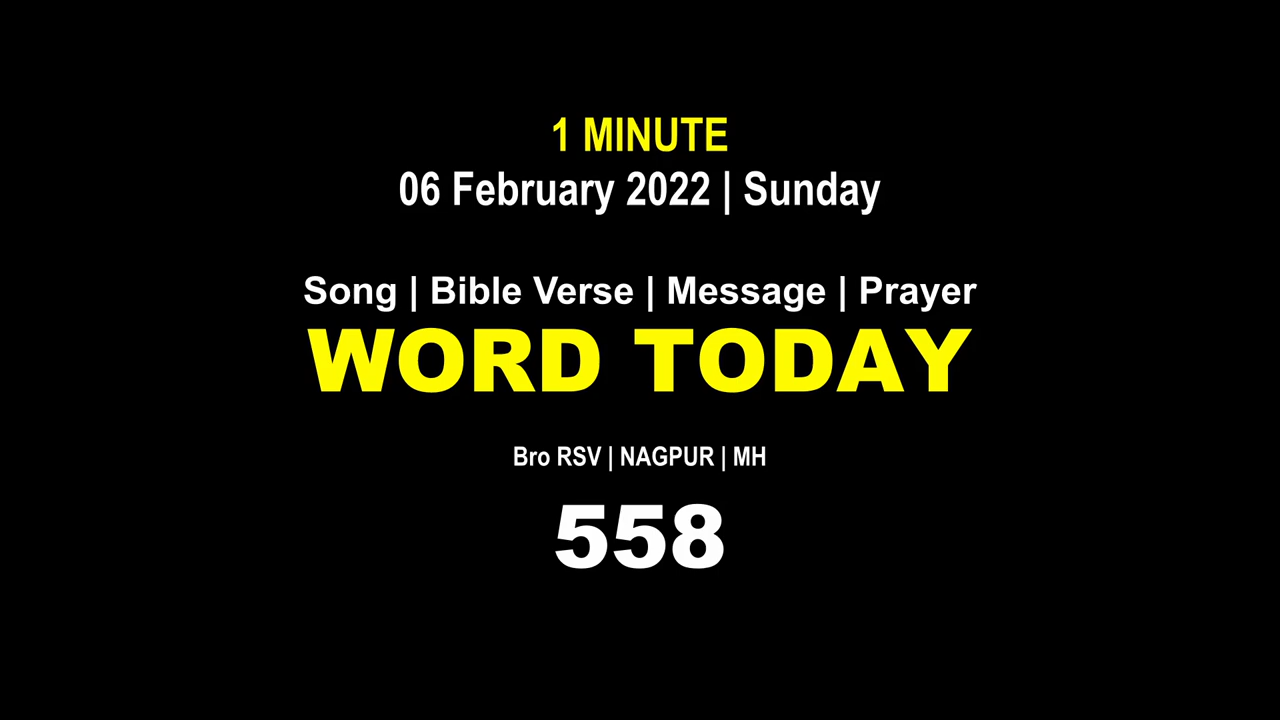 1 MINUTE
06 February 2022 | Sunday
Song | Bible Verse | Message | Prayer
WORD TODAY
Bro RSV | NAGPUR | MH
558